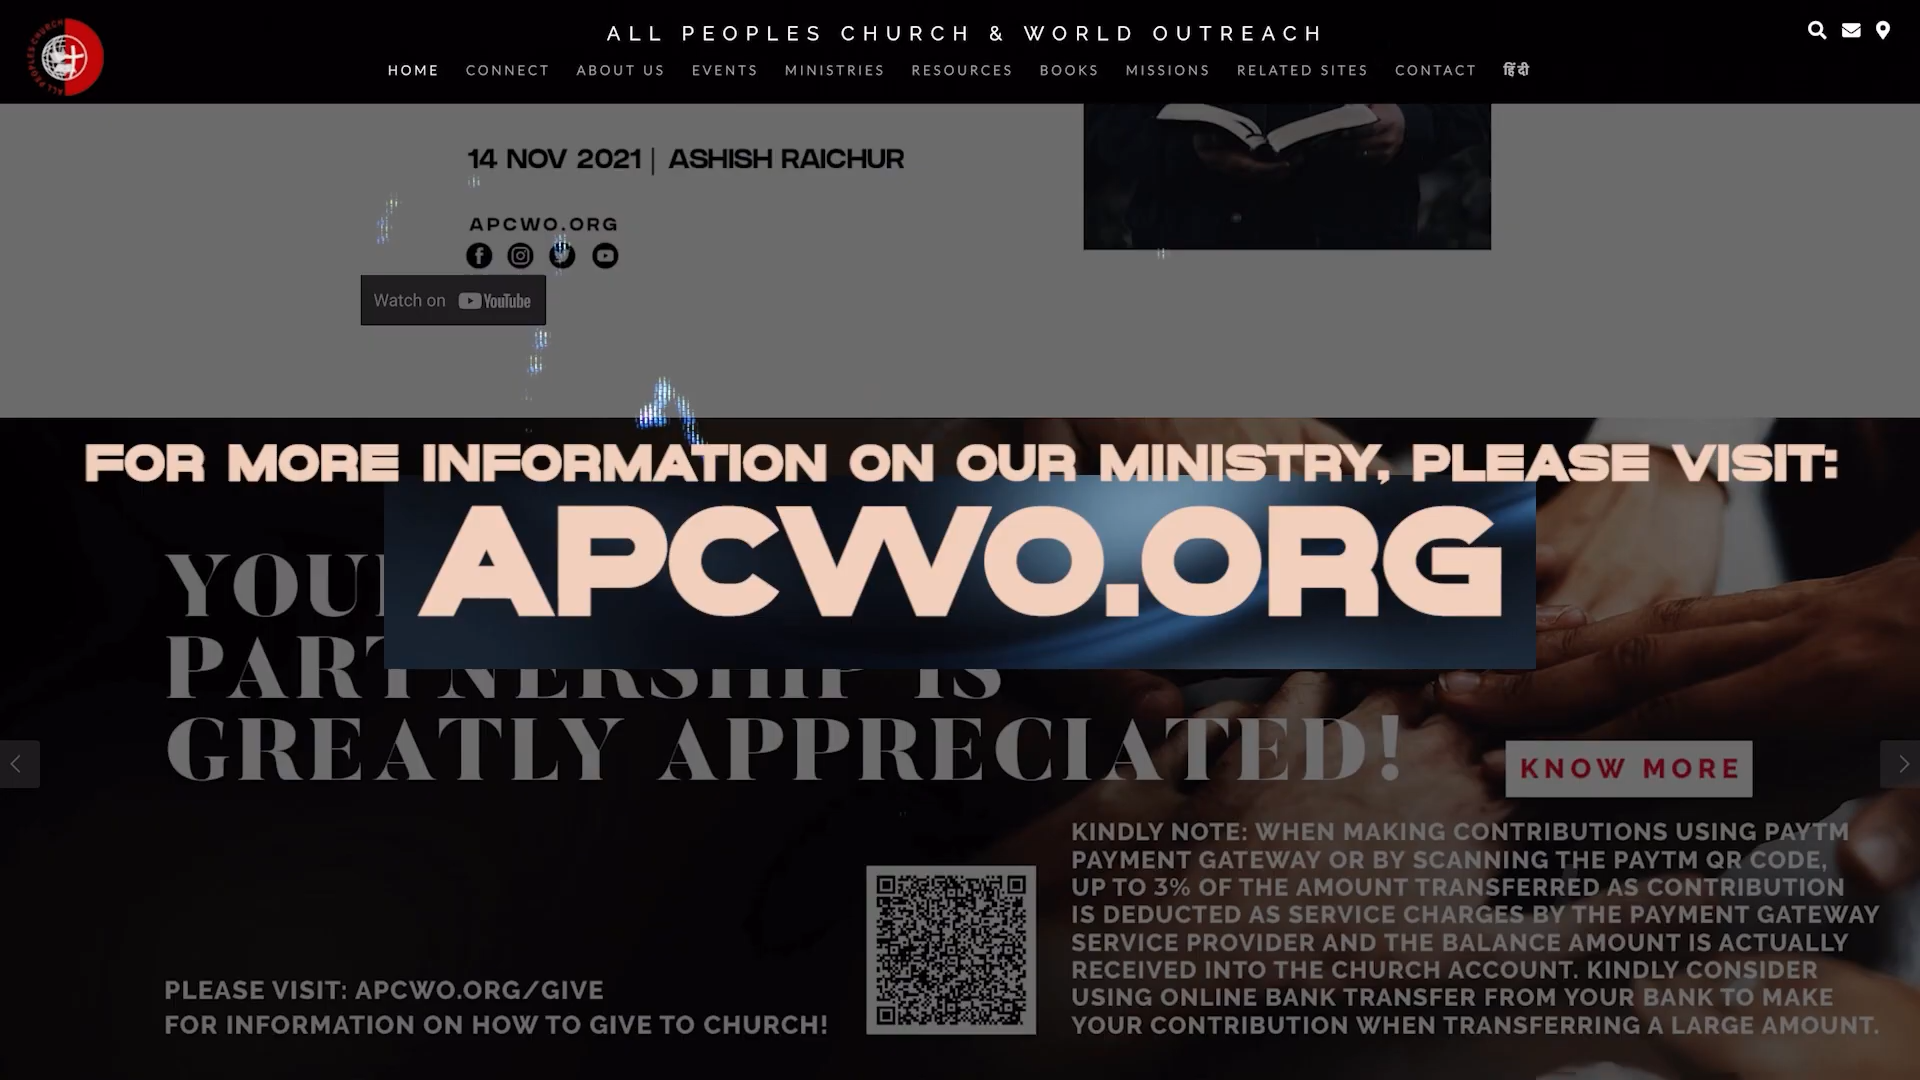 ALL PEOPLES CHURCH & WORLD OUTREACH
ALL PEOPLES CHURCH
HOME CONNECT ABOUT US EVENTS MINISTRIES RESOURCES BOOKS MISSIONS RELATED SITES CONTACT हिंदी
14 NOV 2021 | ASHISH RAICHUR
APCWO.ORG
Watch on YouTube
FOR MORE INFORMATION ON OUR MINISTRY, PLEASE VISIT:
APCWO.ORG
PARTNERSHIP IS
GREATLY APPRECIATED!
KNOW MORE
KINDLY NOTE: WHEN MAKING CONTRIBUTIONS USING PAYTM
PAYMENT GATEWAY OR BY SCANNING THE PAYTM QR CODE,
UP TO 3% OF THE AMOUNT TRANSFERRED AS CONTRIBUTION
IS DEDUCTED AS SERVICE CHARGES BY THE PAYMENT GATEWAY
SERVICE PROVIDER AND THE BALANCE AMOUNT IS ACTUALLY
RECEIVED INTO THE CHURCH ACCOUNT. KINDLY CONSIDER
USING ONLINE BANK TRANSFER FROM YOUR BANK TO MAKE
YOUR CONTRIBUTION WHEN TRANSFERRING A LARGE AMOUNT.
PLEASE VISIT: APCWO.ORG/GIVE
FOR INFORMATION ON HOW TO GIVE TO CHURCH!